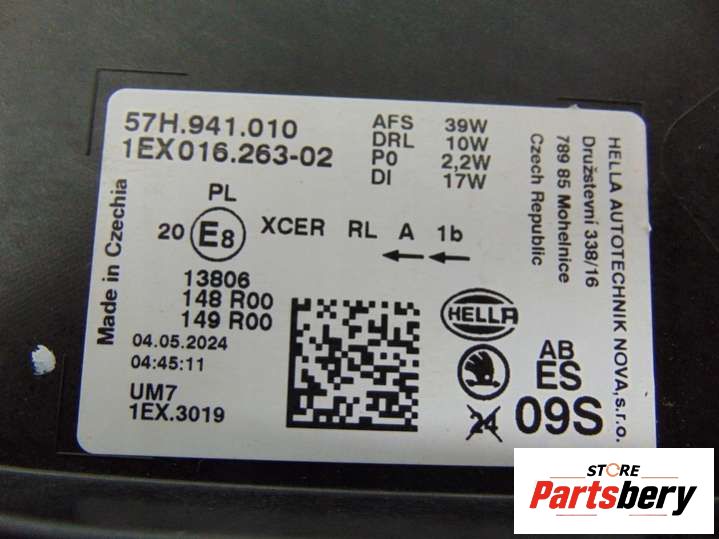 57H.941.010
1EX016.263-02
AFS 39W
DRL 10W
P0 2,2W
DI 17W
HELLA AUTOTECHNIK NOVA,s.r.o.
Družstevní 338/16
789 85 Mohelnice
Czech Republic
Made in Czechia
PL
20 E8 XCER RL A 1b
13806
148 R00
149 R00
04.05.2024
04:45:11
UM7
1EX.3019
HELLA
AB
ES
24 09S
STORE
Partsbery